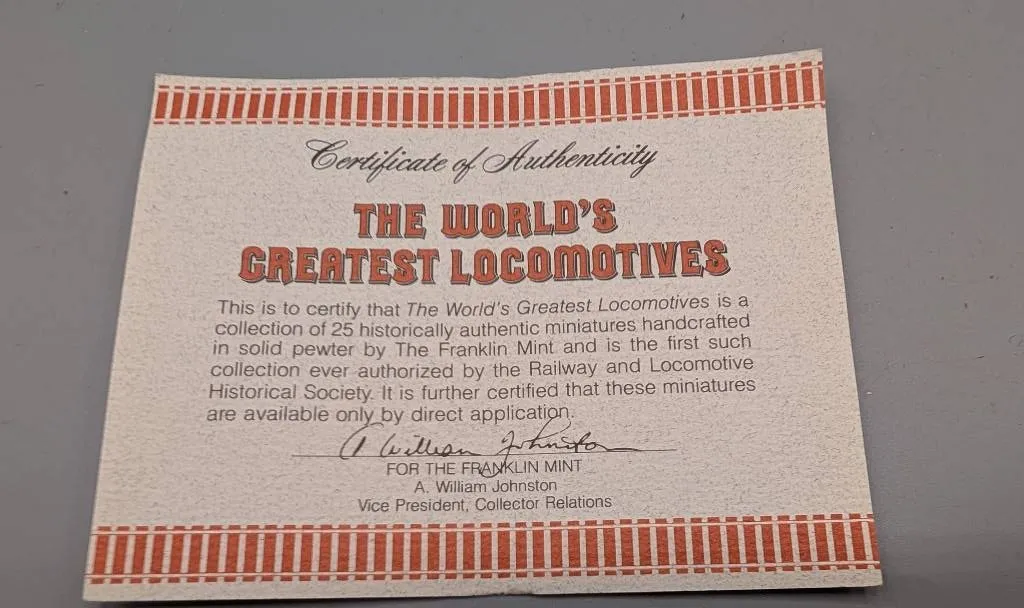 Certificate of Authenticity
THE WORLD'S
GREATEST LOCOMOTIVES
This is to certify that The World's Greatest Locomotives is a
collection of 25 historically authentic miniatures handcrafted
in solid pewter by The Franklin Mint and is the first such
collection ever authorized by the Railway and Locomotive
Historical Society. It is further certified that these miniatures
are available only by direct application.
A William Johnston
FOR THE FRANKLIN MINT
A. William Johnston
Vice President, Collector Relations